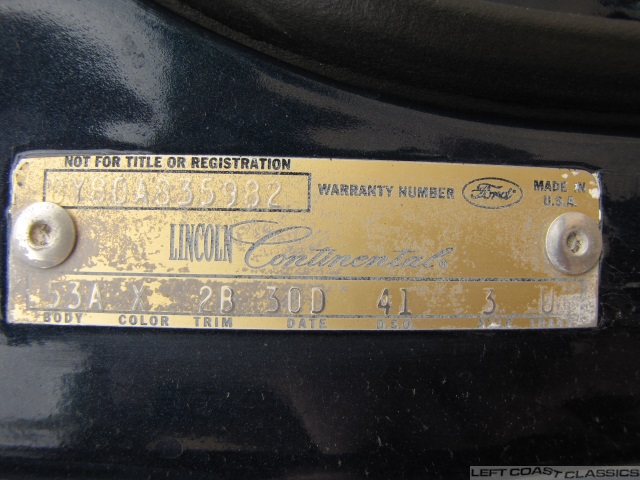 NOT FOR TITLE OR REGISTRATION
Y80A835982 WARRANTY NUMBER Ford MADE IN U.S.A.
LINCOLN Continental
53A X 2B 30D 41 3 U
BODY COLOR TRIM DATE D.S.O.
LEFT COAST CLASSICS